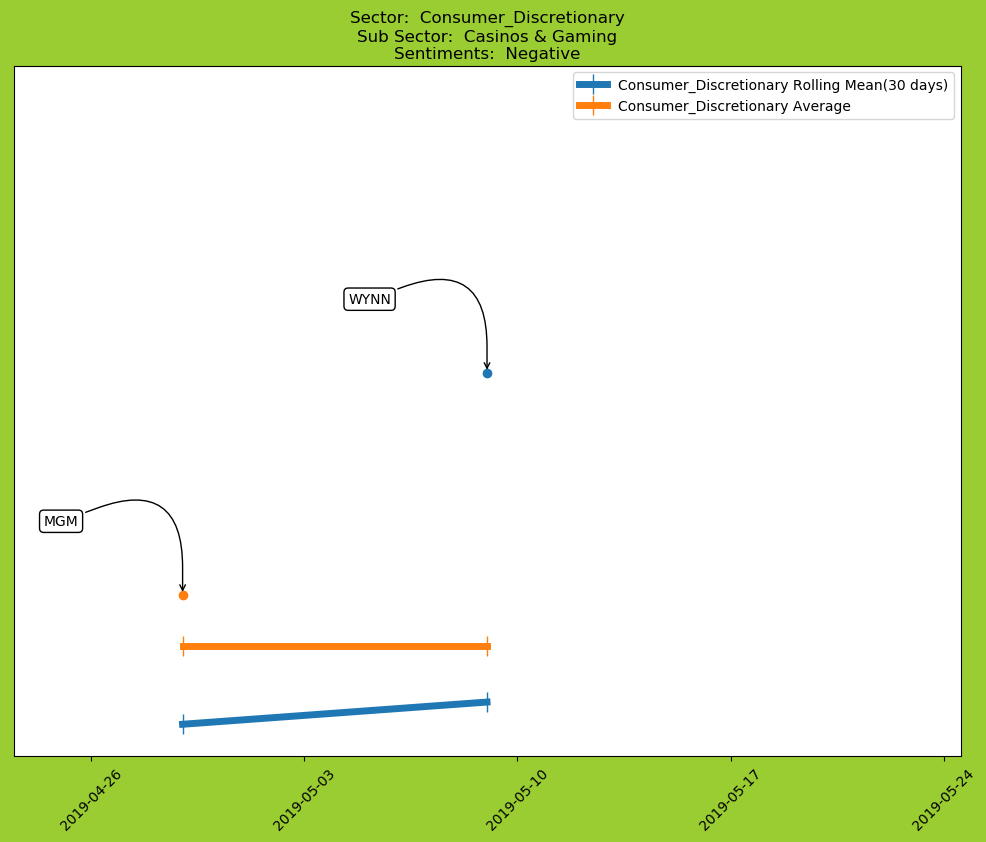 Sector:  Consumer_Discretionary
Sub Sector:  Casinos & Gaming
Sentiments:  Negative
Consumer_Discretionary Rolling Mean(30 days)
Consumer_Discretionary Average
WYNN
MGM
2019-04-26
2019-05-03
2019-05-10
2019-05-17
2019-05-24